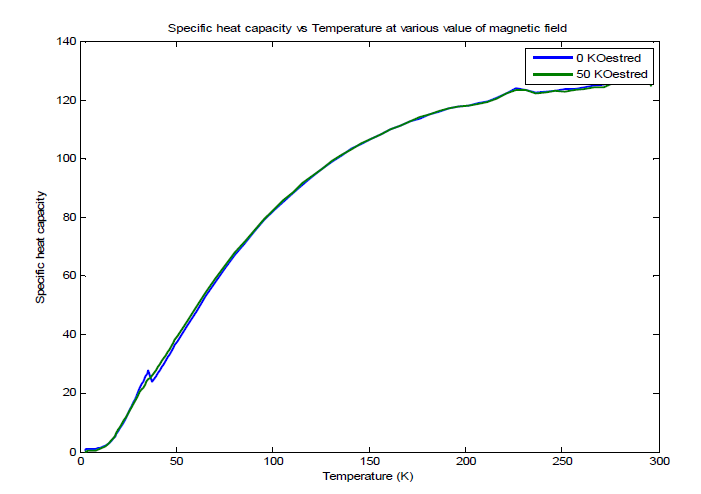 Specific heat capacity vs Temperature at various value of magnetic field
140
120
100
80
60
40
20
0
Specific heat capacity
0 KOestred
50 KOestred
0 50 100 150 200 250 300
Temperature (K)